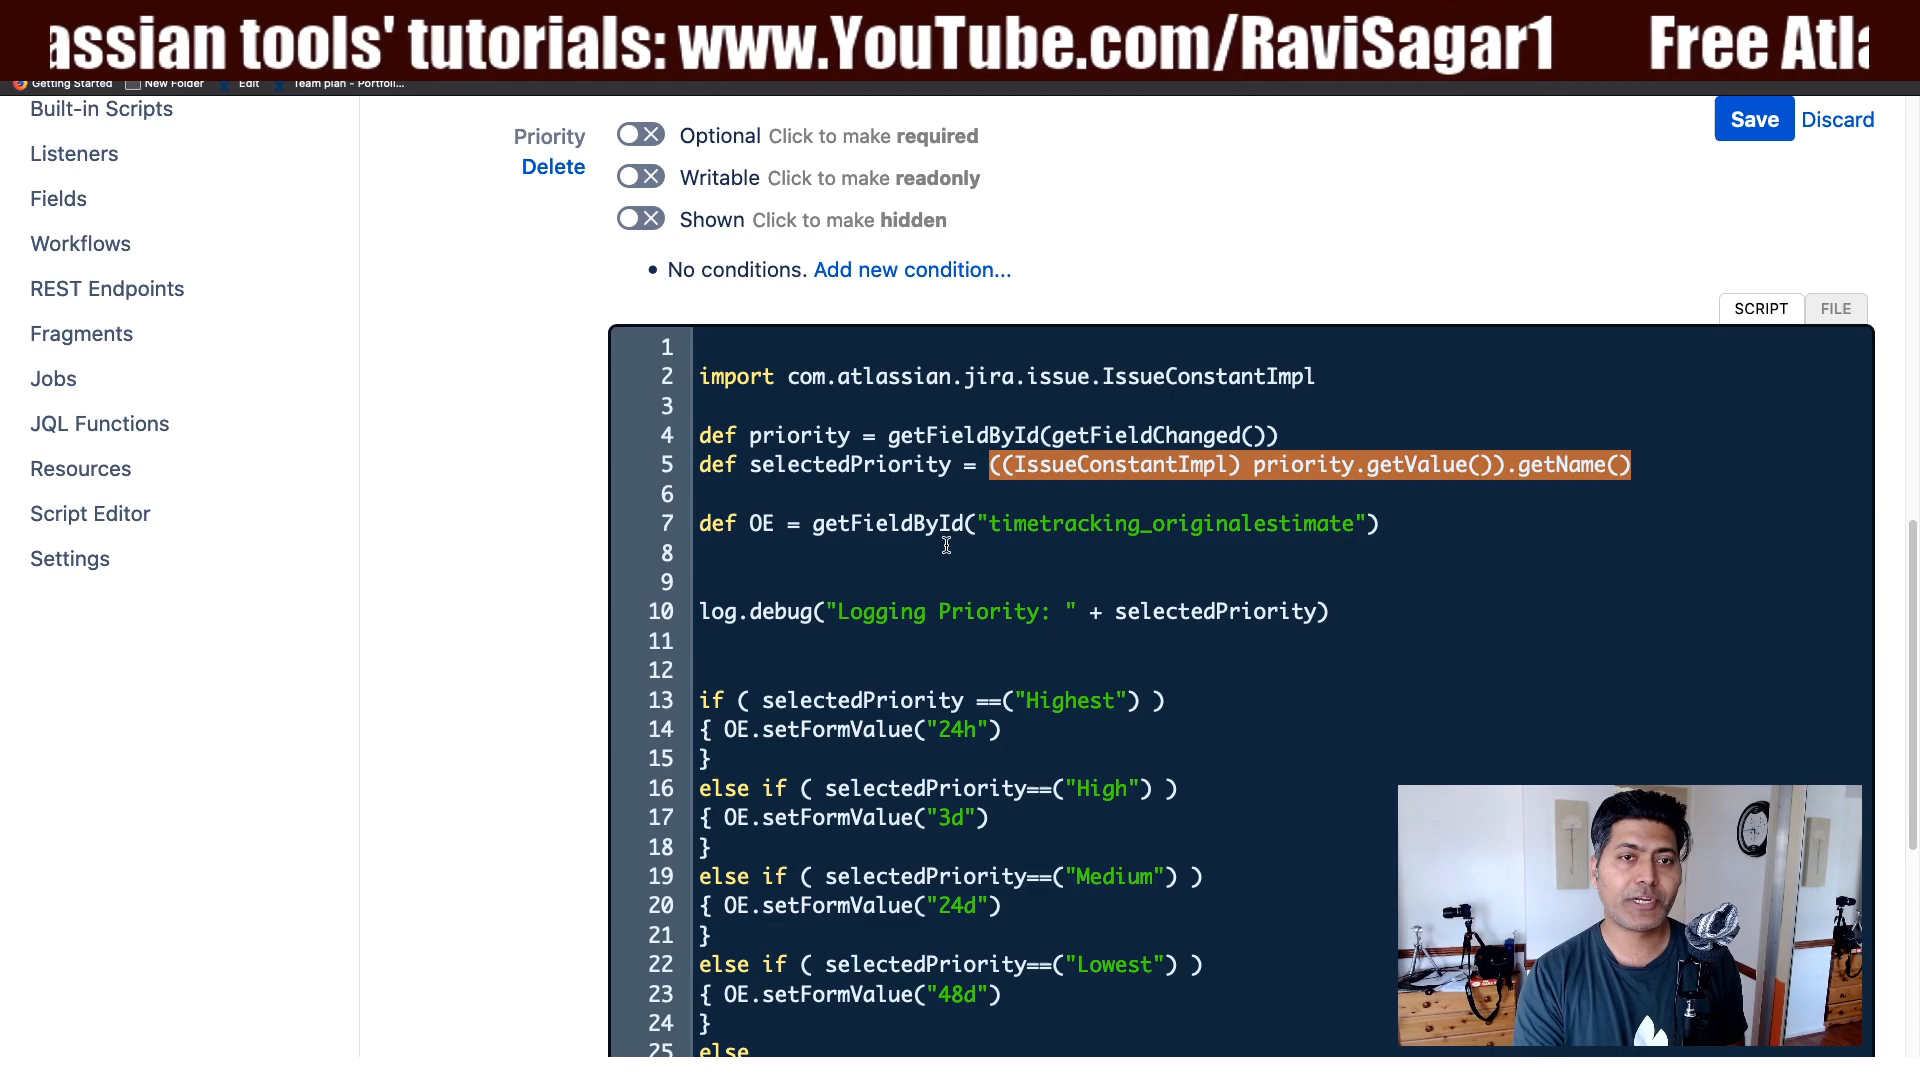 assian tools' tutorials: www.YouTube.com/RaviSagar1 Free Atla
Getting Started New Folder Edit Team plan - Portfoli...
Built-in Scripts
Listeners
Fields
Workflows
REST Endpoints
Fragments
Jobs
JQL Functions
Resources
Script Editor
Settings
Save Discard
Priority
Delete
Optional Click to make required
Writable Click to make readonly
Shown Click to make hidden
• No conditions. Add new condition...
SCRIPT FILE
1
2 import com.atlassian.jira.issue.IssueConstantImpl
3
4 def priority = getFieldById(getFieldChanged())
5 def selectedPriority = ((IssueConstantImpl) priority.getValue()).getName()
6
7 def OE = getFieldById("timetracking_originalestimate")
8
9
10 log.debug("Logging Priority: " + selectedPriority)
11
12
13 if ( selectedPriority ==("Highest") )
14 { OE.setFormValue("24h")
15 }
16 else if ( selectedPriority==("High") )
17 { OE.setFormValue("3d")
18 }
19 else if ( selectedPriority==("Medium") )
20 { OE.setFormValue("24d")
21 }
22 else if ( selectedPriority==("Lowest") )
23 { OE.setFormValue("48d")
24 }
25 else